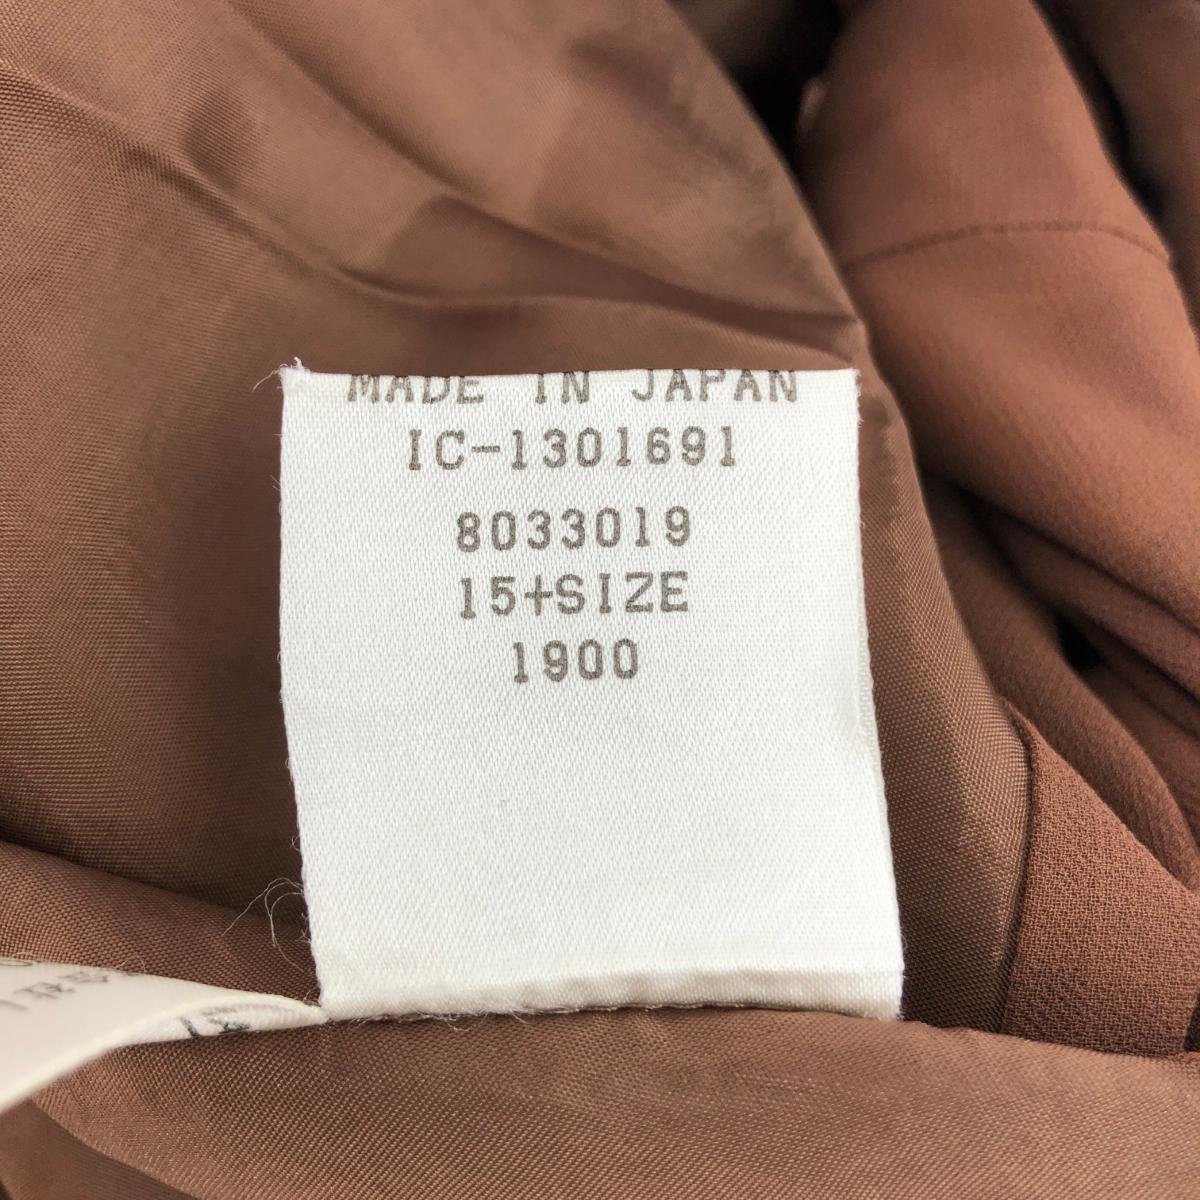 MADE IN JAPAN
IC-1301691
8033019
15+SIZE
1900